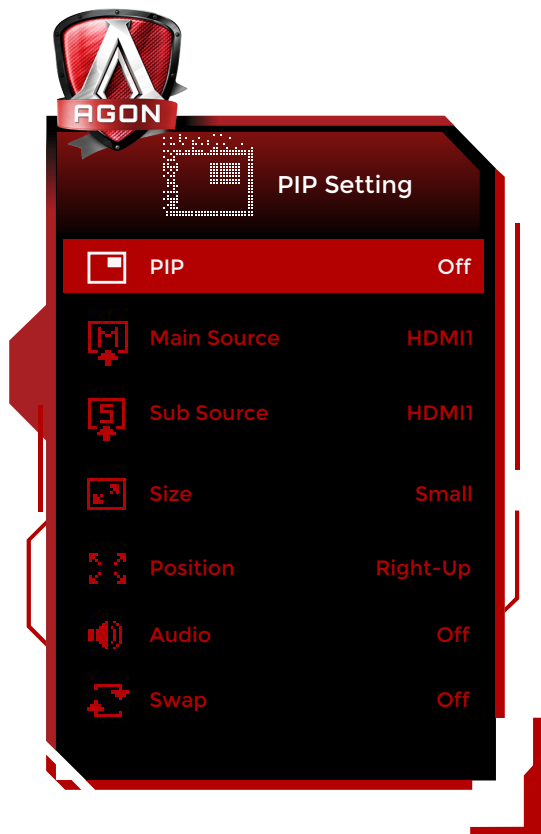 AGON
PIP Setting
PIP Off
M Main Source HDMI1
S Sub Source HDMI1
Size Small
Position Right-Up
Audio Off
Swap Off